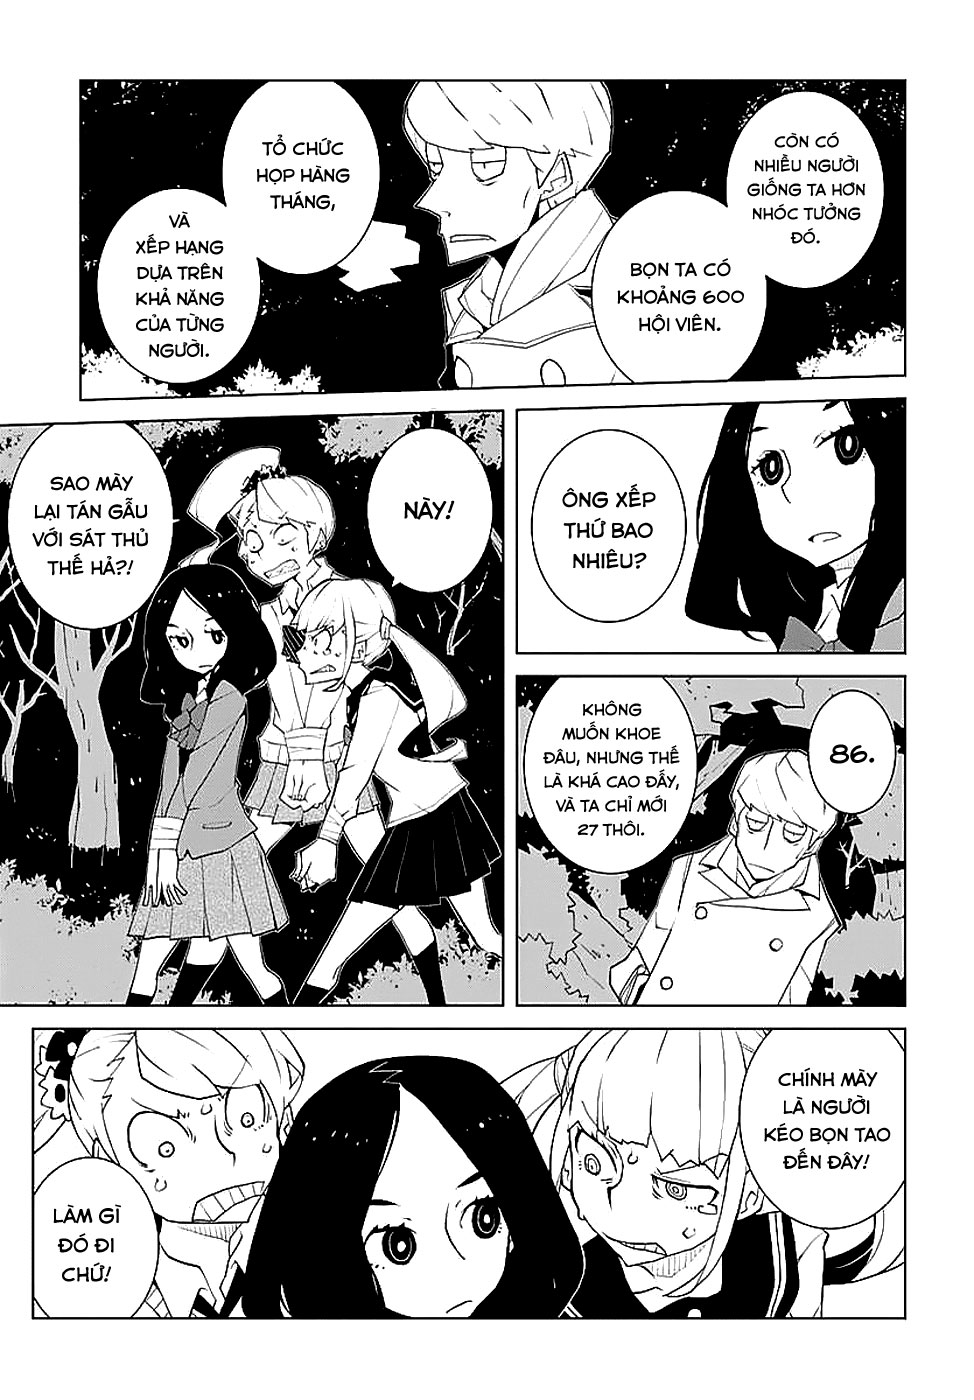 CÒN CÓ
NHIỀU NGƯỜI
GIỐNG TA HƠN
NHÓC TƯỞNG
ĐÓ.
BỌN TA CÓ
KHOẢNG 600
HỘI VIÊN.
TỔ CHỨC
HỌP HÀNG
THÁNG,
VÀ
XẾP HẠNG
DỰA TRÊN
KHẢ NĂNG
CỦA TỪNG
NGƯỜI.
ÔNG XẾP
THỨ BAO
NHIÊU?
86.
KHÔNG
MUỐN KHOE
ĐÂU, NHƯNG THẾ
LÀ KHÁ CAO ĐẤY,
VÀ TA CHỈ MỚI
27 THÔI.
NÀY!
SAO MÀY
LẠI TÁN GẪU
VỚI SÁT THỦ
THẾ HẢ?!
CHÍNH MÀY
LÀ NGƯỜI
KÉO BỌN TAO
ĐẾN ĐÂY!
LÀM GÌ
ĐÓ ĐI
CHỨ!